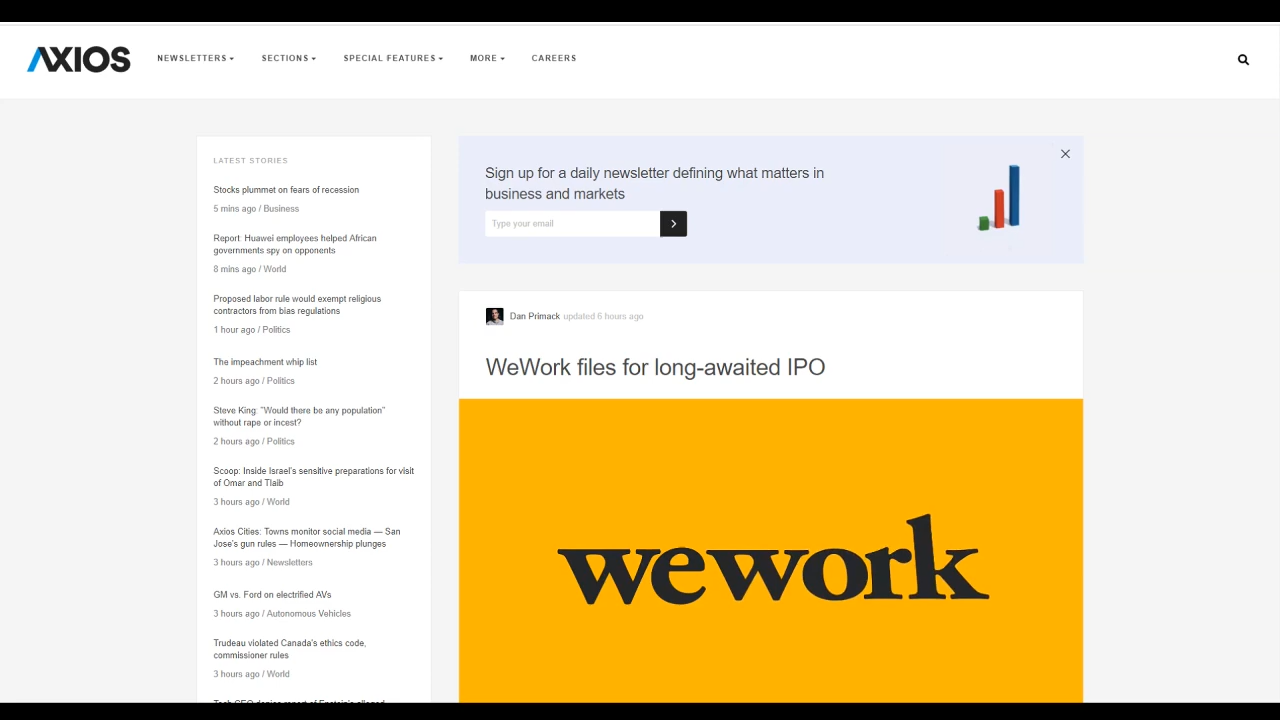 AXIOS
NEWSLETTERS
SECTIONS
SPECIAL FEATURES
MORE
CAREERS
LATEST STORIES
Stocks plummet on fears of recession
5 mins ago / Business
Report: Huawei employees helped African
governments spy on opponents
8 mins ago / World
Proposed labor rule would exempt religious
contractors from bias regulations
1 hour ago / Politics
The impeachment whip list
2 hours ago / Politics
Steve King: "Would there be any population"
without rape or incest?
2 hours ago / Politics
Scoop: Inside Israel's sensitive preparations for visit
of Omar and Tlaib
3 hours ago / World
Axios Cities: Towns monitor social media — San
Jose's gun rules — Homeownership plunges
3 hours ago / Newsletters
GM vs. Ford on electrified AVs
3 hours ago / Autonomous Vehicles
Trudeau violated Canada's ethics code,
commissioner rules
3 hours ago / World
Tech CEO denies report of Epstein's alleged
Sign up for a daily newsletter defining what matters in
business and markets
Type your email
Dan Primack updated 6 hours ago
WeWork files for long-awaited IPO
wework